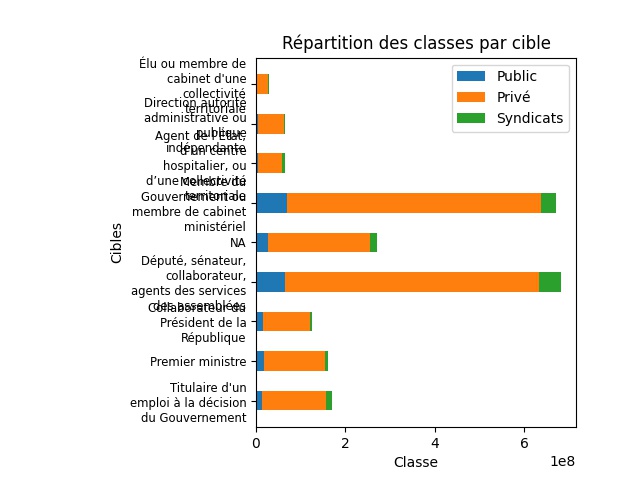 Répartition des classes par cible
Public
Privé
Syndicats
Élu ou membre de
cabinet d'une
collectivité
territoriale
Direction autorité
administrative ou
publique
indépendante
Agent de l'État,
d'un centre
hospitalier, ou
d’une collectivité
territoriale
Membre du
Gouvernement ou
membre de cabinet
ministériel
NA
Député, sénateur,
collaborateur,
agents des services
des assemblées
Collaborateur du
Président de la
République
Premier ministre
Titulaire d'un
emploi à la décision
du Gouvernement
Cibles
0
2
4
6
1e8
Classe